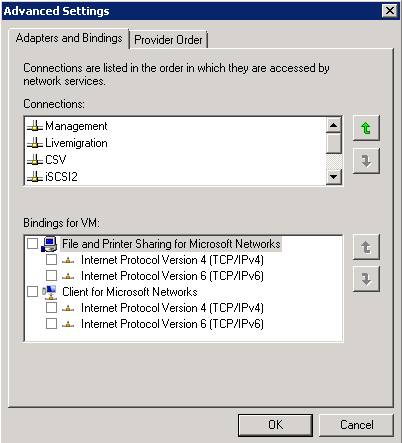 Advanced Settings
Adapters and Bindings
Provider Order
Connections are listed in the order in which they are accessed by
network services.
Connections:
Management
Livemigration
CSV
iSCSI2
Bindings for VM:
File and Printer Sharing for Microsoft Networks
Internet Protocol Version 4 (TCP/IPv4)
Internet Protocol Version 6 (TCP/IPv6)
Client for Microsoft Networks
Internet Protocol Version 4 (TCP/IPv4)
Internet Protocol Version 6 (TCP/IPv6)
OK
Cancel